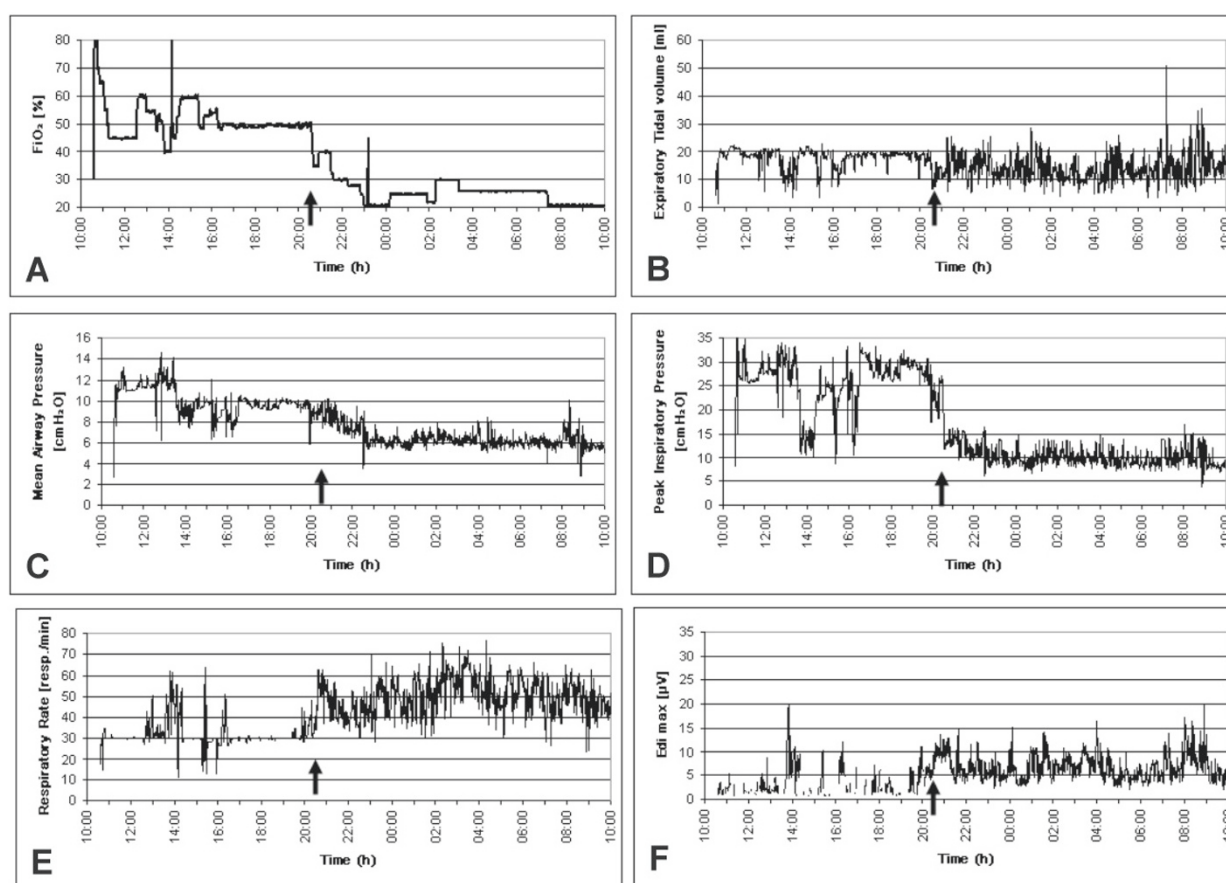 FiO₂ [%]
80
70
60
50
40
30
20
10:00 12:00 14:00 16:00 18:00 20:00 22:00 00:00 02:00 04:00 06:00 08:00 10:00
Time (h)
A
Expiratory Tidal volume [ml]
60
50
40
30
20
10
0
10:00 12:00 14:00 16:00 18:00 20:00 22:00 00:00 02:00 04:00 06:00 08:00 10:00
Time (h)
B
Mean Airway Pressure
[cm H₂O]
16
14
12
10
8
6
4
2
0
10:00 12:00 14:00 16:00 18:00 20:00 22:00 00:00 02:00 04:00 06:00 08:00 10:00
Time (h)
C
Peak Inspiratory Pressure
[cm H₂O]
35
30
25
20
15
10
5
0
10:00 12:00 14:00 16:00 18:00 20:00 22:00 00:00 02:00 04:00 06:00 08:00 10:00
Time (h)
D
Respiratory Rate [resp./min]
80
70
60
50
40
30
20
10
0
10:00 12:00 14:00 16:00 18:00 20:00 22:00 00:00 02:00 04:00 06:00 08:00 10:00
Time (h)
E
Edi max [µV]
35
30
25
20
15
10
5
0
10:00 12:00 14:00 16:00 18:00 20:00 22:00 00:00 02:00 04:00 06:00 08:00 10:00
Time (h)
F